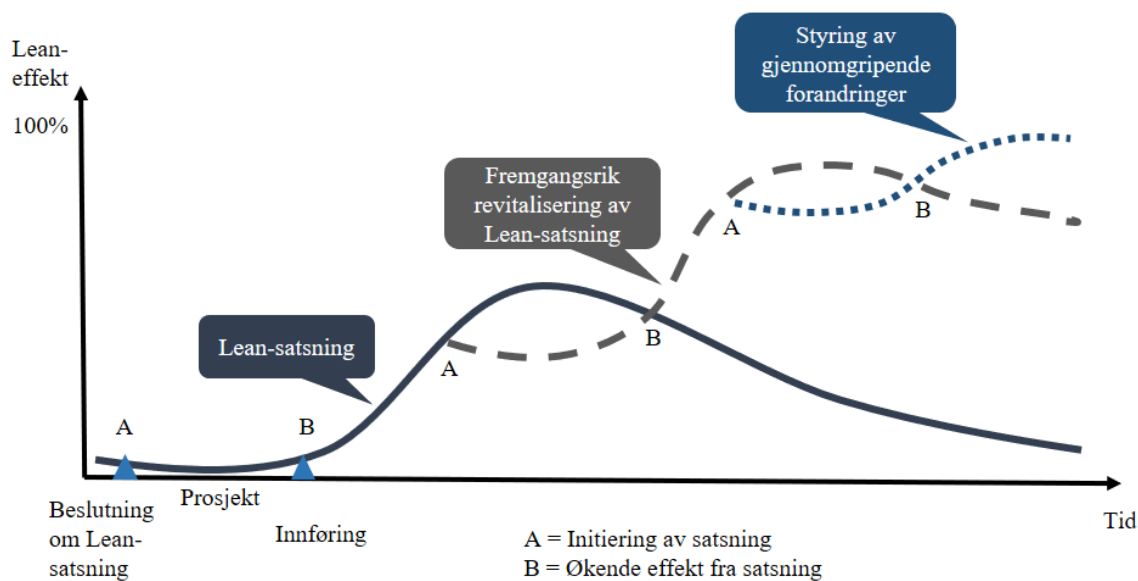 Lean-
effekt
100%
Styring av
gjennomgripende
forandringer
Fremgangsrik
revitalisering av
Lean-satsning
Lean-satsning
A
B
A
B
A
B
Beslutning
om Lean-
satsning
Prosjekt
Innføring
Tid
A = Initiering av satsning
B = Økende effekt fra satsning